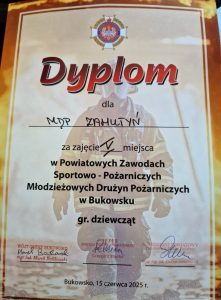 Dyplom
dla
MDP ZAHUTYŃ
za zajęcie V miejsca
w Powiatowych Zawodach
Sportowo - Pożarniczych
Młodzieżowych Drużyn Pożarniczych
w Bukowsku
gr. dziewcząt
Bukowsko, 15 czerwca 2025 r.